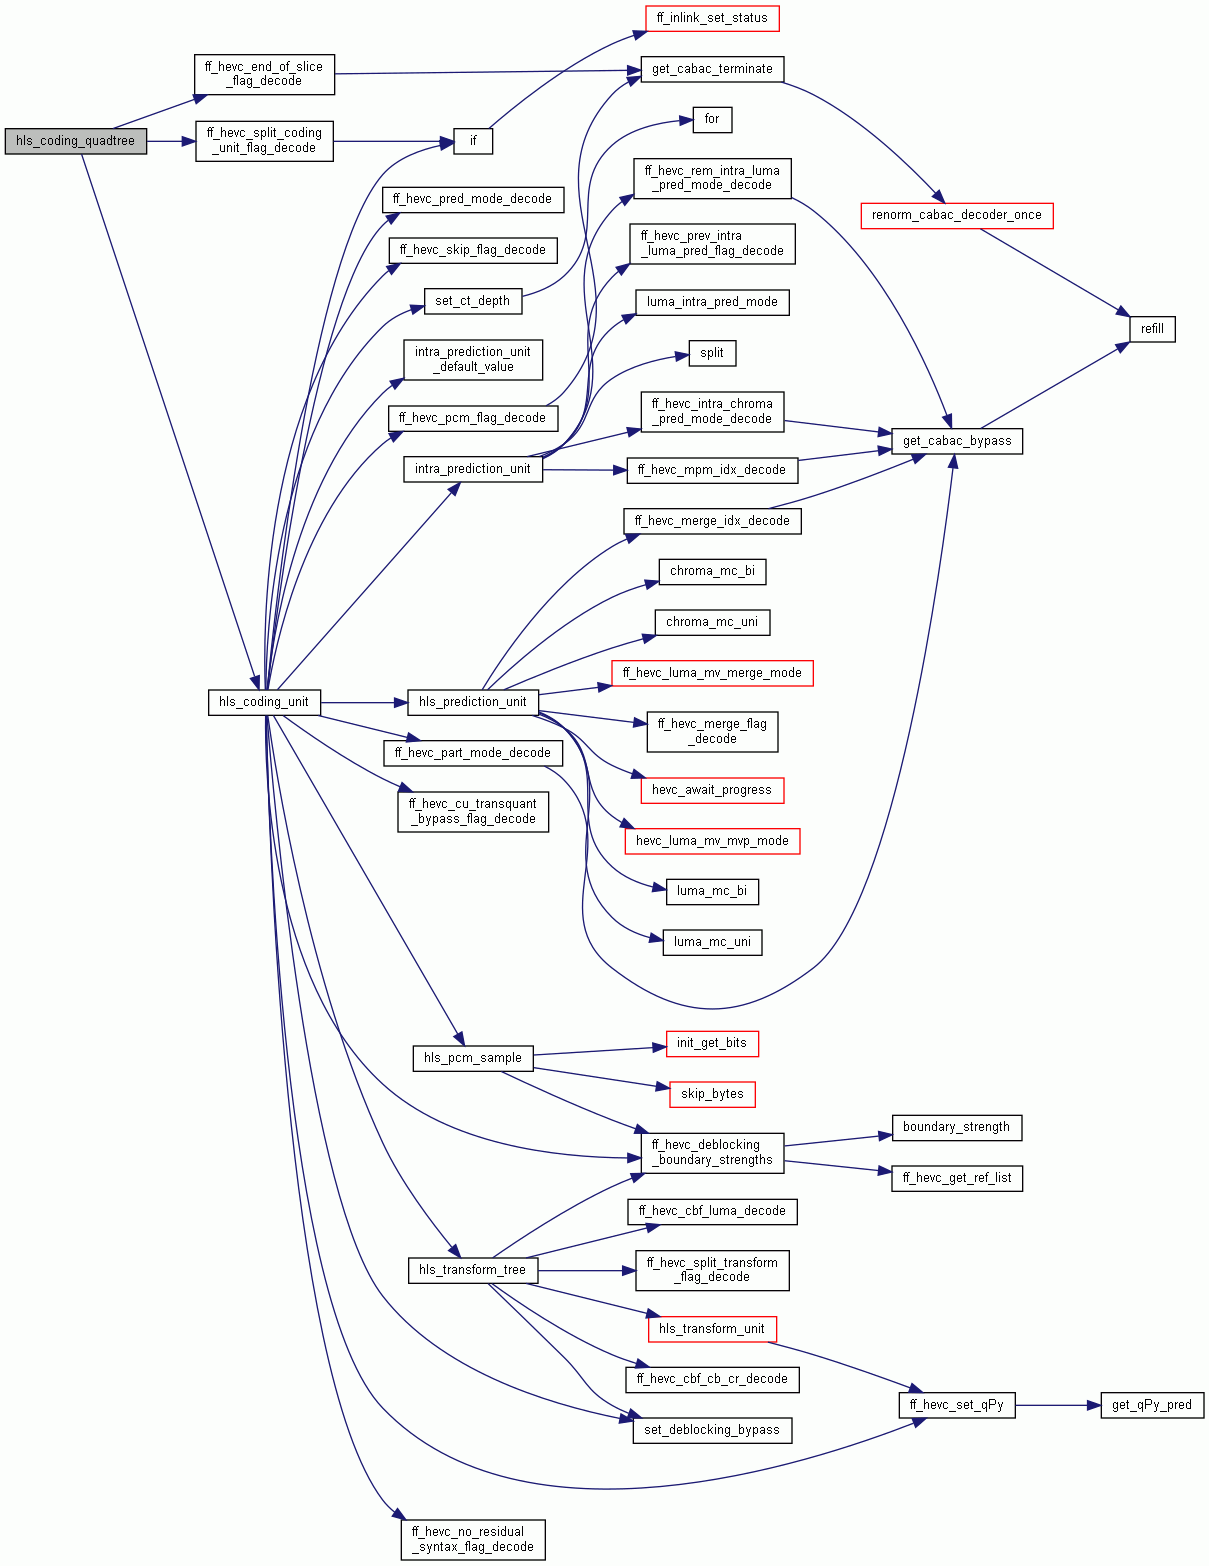 ff_inlink_set_status
ff_hevc_end_of_slice
_flag_decode
get_cabac_terminate
for
hls_coding_quadtree
ff_hevc_split_coding
_unit_flag_decode
if
ff_hevc_rem_intra_luma
_pred_mode_decode
ff_hevc_pred_mode_decode
renorm_cabac_decoder_once
ff_hevc_skip_flag_decode
ff_hevc_prev_intra
_luma_pred_flag_decode
set_ct_depth
luma_intra_pred_mode
refill
intra_prediction_unit
_default_value
split
ff_hevc_pcm_flag_decode
ff_hevc_intra_chroma
_pred_mode_decode
get_cabac_bypass
intra_prediction_unit
ff_hevc_mpm_idx_decode
ff_hevc_merge_idx_decode
chroma_mc_bi
chroma_mc_uni
ff_hevc_luma_mv_merge_mode
hls_coding_unit
hls_prediction_unit
ff_hevc_merge_flag
_decode
ff_hevc_part_mode_decode
hevc_await_progress
ff_hevc_cu_transquant
_bypass_flag_decode
hevc_luma_mv_mvp_mode
luma_mc_bi
luma_mc_uni
init_get_bits
hls_pcm_sample
skip_bytes
boundary_strength
ff_hevc_deblocking
_boundary_strengths
ff_hevc_get_ref_list
ff_hevc_cbf_luma_decode
hls_transform_tree
ff_hevc_split_transform
_flag_decode
hls_transform_unit
ff_hevc_cbf_cb_cr_decode
ff_hevc_set_qPy
get_qPy_pred
set_deblocking_bypass
ff_hevc_no_residual
_syntax_flag_decode